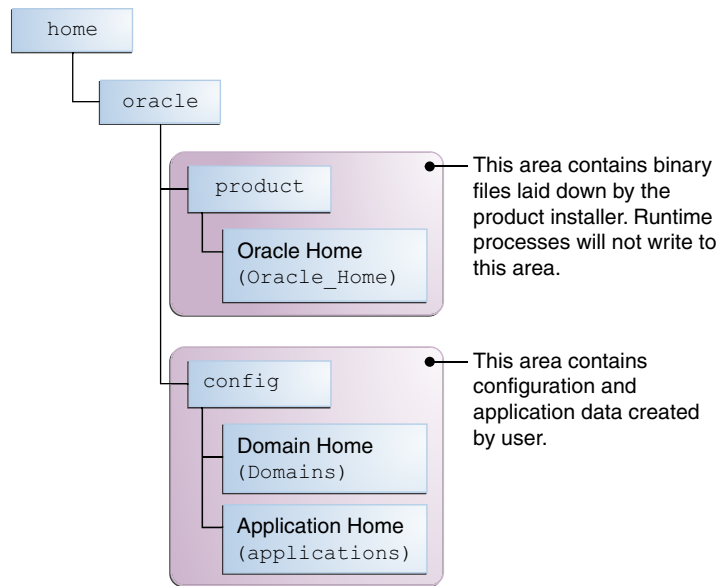 home
oracle
product
Oracle Home
(Oracle_Home)
This area contains binary
files laid down by the
product installer. Runtime
processes will not write to
this area.
config
Domain Home
(Domains)
Application Home
(applications)
This area contains
configuration and
application data created
by user.